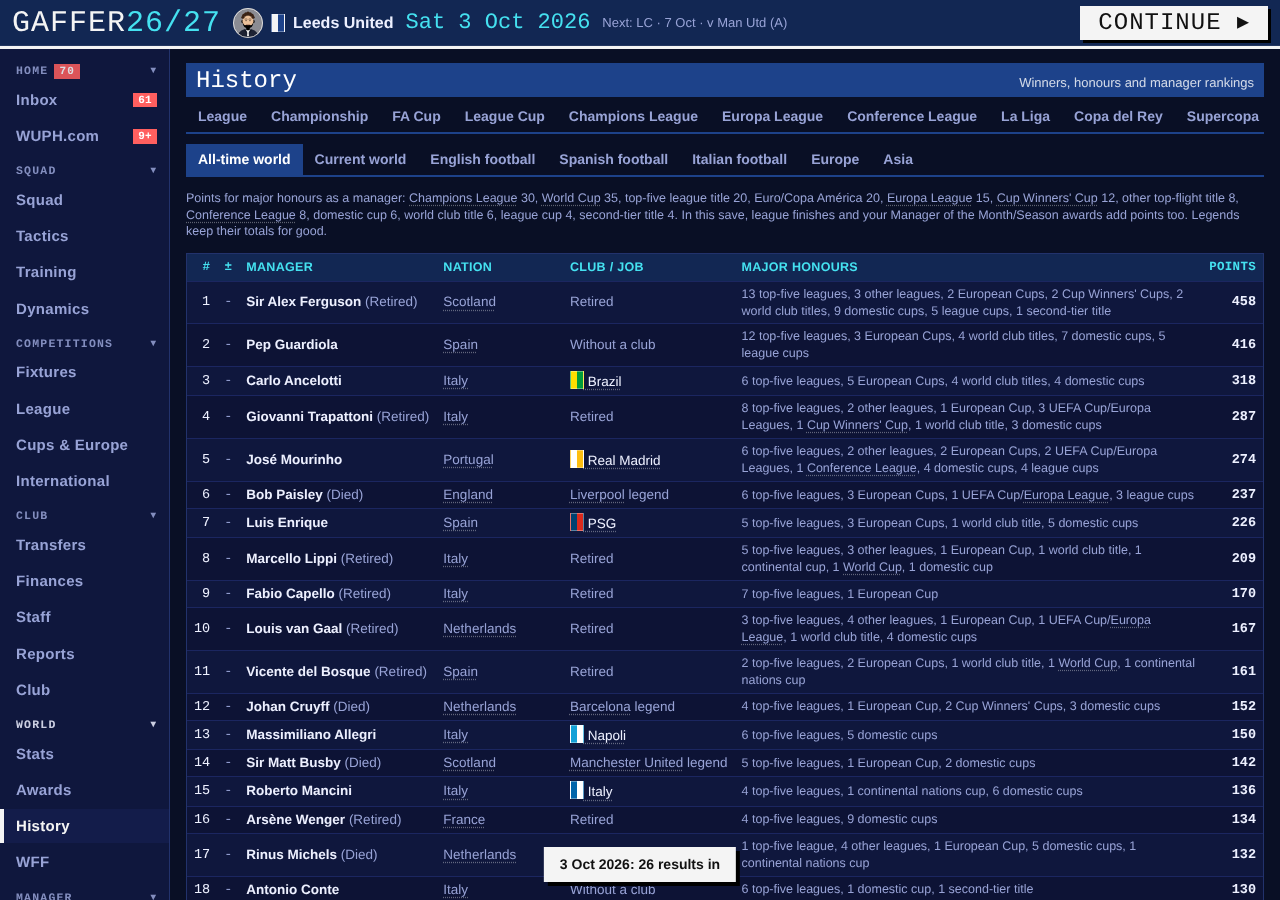 GAFFER26/27 Leeds United Sat 3 Oct 2026 Next: LC · 7 Oct · v Man Utd (A) CONTINUE ►
HOME 70 ▼
Inbox 61
WUPH.com 9+
SQUAD ▼
Squad
Tactics
Training
Dynamics
COMPETITIONS ▼
Fixtures
League
Cups & Europe
International
CLUB ▼
Transfers
Finances
Staff
Reports
Club
WORLD ▼
Stats
Awards
History
WFF
MANAGER ▼
History Winners, honours and manager rankings
League Championship FA Cup League Cup Champions League Europa League Conference League La Liga Copa del Rey Supercopa
All-time world Current world English football Spanish football Italian football Europe Asia
Points for major honours as a manager: Champions League 30, World Cup 35, top-five league title 20, Euro/Copa América 20, Europa League 15, Cup Winners' Cup 12, other top-flight title 8,
Conference League 8, domestic cup 6, world club title 6, league cup 4, second-tier title 4. In this save, league finishes and your Manager of the Month/Season awards add points too. Legends
keep their totals for good.
# ± MANAGER NATION CLUB / JOB MAJOR HONOURS POINTS
1 - Sir Alex Ferguson (Retired) Scotland Retired 13 top-five leagues, 3 other leagues, 2 European Cups, 2 Cup Winners' Cups, 2
world club titles, 9 domestic cups, 5 league cups, 1 second-tier title 458
2 - Pep Guardiola Spain Without a club 12 top-five leagues, 3 European Cups, 4 world club titles, 7 domestic cups, 5
league cups 416
3 - Carlo Ancelotti Italy Brazil 6 top-five leagues, 5 European Cups, 4 world club titles, 4 domestic cups 318
4 - Giovanni Trapattoni (Retired) Italy Retired 8 top-five leagues, 2 other leagues, 1 European Cup, 3 UEFA Cup/Europa
Leagues, 1 Cup Winners' Cup, 1 world club title, 3 domestic cups 287
5 - José Mourinho Portugal Real Madrid 6 top-five leagues, 2 other leagues, 2 European Cups, 2 UEFA Cup/Europa
Leagues, 1 Conference League, 4 domestic cups, 4 league cups 274
6 - Bob Paisley (Died) England Liverpool legend 6 top-five leagues, 3 European Cups, 1 UEFA Cup/Europa League, 3 league cups 237
7 - Luis Enrique Spain PSG 5 top-five leagues, 3 European Cups, 1 world club title, 5 domestic cups 226
8 - Marcello Lippi (Retired) Italy Retired 5 top-five leagues, 3 other leagues, 1 European Cup, 1 world club title, 1
continental cup, 1 World Cup, 1 domestic cup 209
9 - Fabio Capello (Retired) Italy Retired 7 top-five leagues, 1 European Cup 170
10 - Louis van Gaal (Retired) Netherlands Retired 3 top-five leagues, 4 other leagues, 1 European Cup, 1 UEFA Cup/Europa
League, 1 world club title, 4 domestic cups 167
11 - Vicente del Bosque (Retired) Spain Retired 2 top-five leagues, 2 European Cups, 1 world club title, 1 World Cup, 1 continental
nations cup 161
12 - Johan Cruyff (Died) Netherlands Barcelona legend 4 top-five leagues, 1 European Cup, 2 Cup Winners' Cups, 3 domestic cups 152
13 - Massimiliano Allegri Italy Napoli 6 top-five leagues, 5 domestic cups 150
14 - Sir Matt Busby (Died) Scotland Manchester United legend 5 top-five leagues, 1 European Cup, 2 domestic cups 142
15 - Roberto Mancini Italy Italy 4 top-five leagues, 1 continental nations cup, 6 domestic cups 136
16 - Arsène Wenger (Retired) France Retired 4 top-five leagues, 9 domestic cups 134
17 - Rinus Michels (Died) Netherlands 1 top-five league, 4 other leagues, 1 European Cup, 5 domestic cups, 1
continental nations cup 132
3 Oct 2026: 26 results in
18 - Antonio Conte Italy Without a club 6 top-five leagues, 1 domestic cup, 1 second-tier title 130